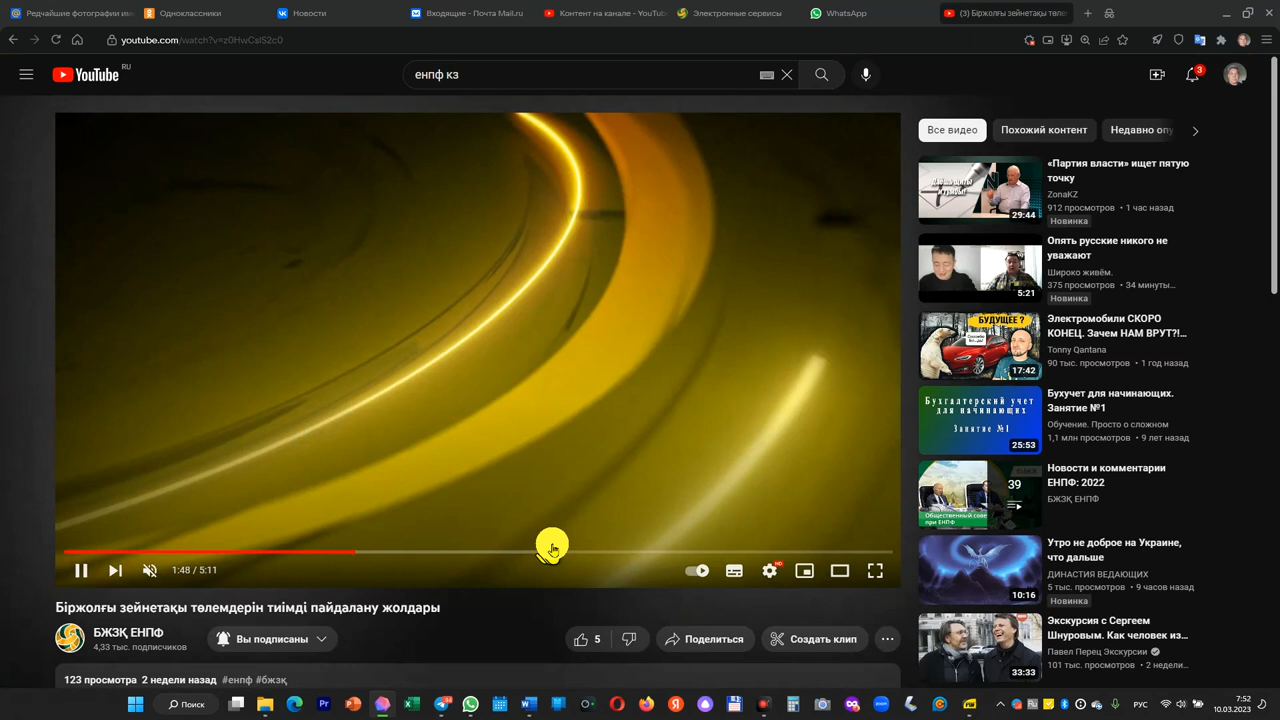 Редчайшие фотографии imp
Одноклассники
Новости
Входящие - Почта Mail.ru
Контент на канале - YouTube
Электронные сервисы
WhatsApp
(3) Біржолғы зейнетақы төле
youtube.com/watch?v=z0HwCsIS2c0
YouTube RU
енпф кз
3
Все видео
Похожий контент
Недавно опу
«Партия власти» ищет пятую
точку
ZonaKZ
912 просмотров • 1 час назад
Новинка
29:44
Опять русские никого не
уважают
Широко живём.
375 просмотров • 34 минуты...
Новинка
5:21
БУДУЩЕЕ ?
Электромобили СКОРО
КОНЕЦ. Зачем НАМ ВРУТ?!...
Tonny Qantana
90 тыс. просмотров • 1 год назад
17:42
Бухгалтерский учет
для начинающих
Занятие №1
25:53
Бухучет для начинающих.
Занятие №1
Обучение. Просто о сложном
1,1 млн просмотров • 9 лет назад
39
Общественный сове
при ЕНПФ
Новости и комментарии
ЕНПФ: 2022
БЖЗҚ ЕНПФ
Утро не доброе на Украине,
что дальше
ДИНАСТИЯ ВЕДАЮЩИХ
5 тыс. просмотров • 9 часов назад
Новинка
10:16
Экскурсия с Сергеем
Шнуровым. Как человек из...
Павел Перец Экскурсии
101 тыс. просмотров • 2 недели...
33:33
1:48 / 5:11
HD
Біржолғы зейнетақы төлемдерін тиімді пайдалану жолдары
БЖЗҚ ЕНПФ
4,33 тыс. подписчиков
Вы подписаны
5
Поделиться
Создать клип
123 просмотра 2 недели назад #енпф #бжзқ
Поиск
РУС
7:52
10.03.2023